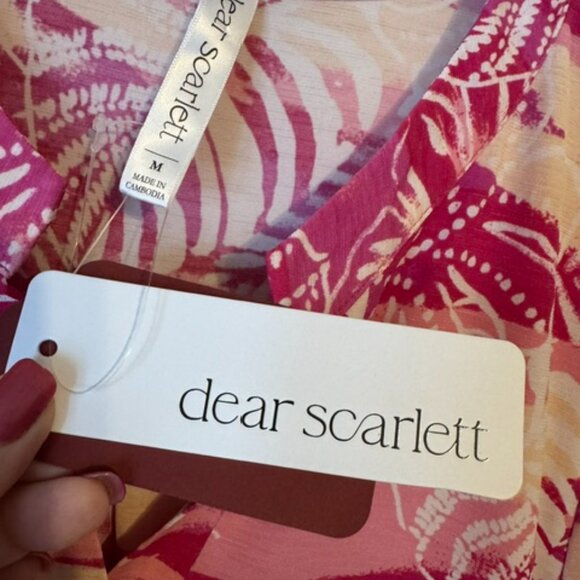 dear scarlett | M
MADE IN
CAMBODIA
dear scarlett